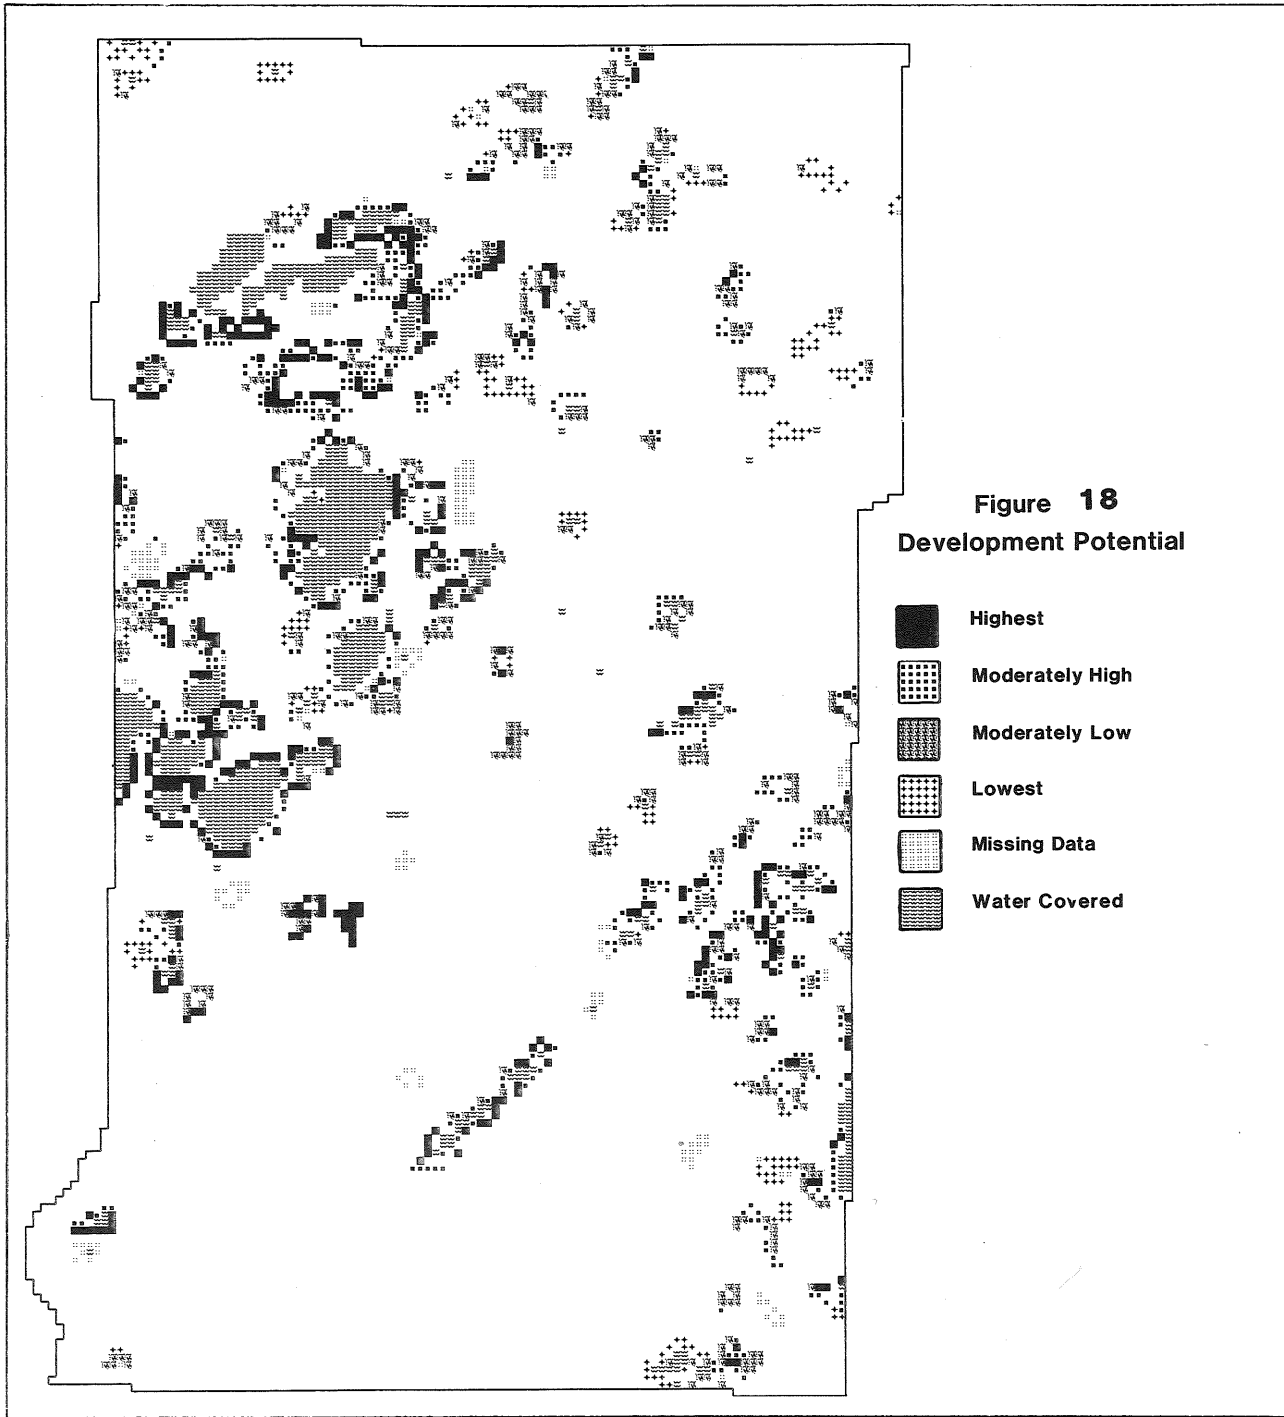 Figure 18
Development Potential
Highest
Moderately High
Moderately Low
Lowest
Missing Data
Water Covered